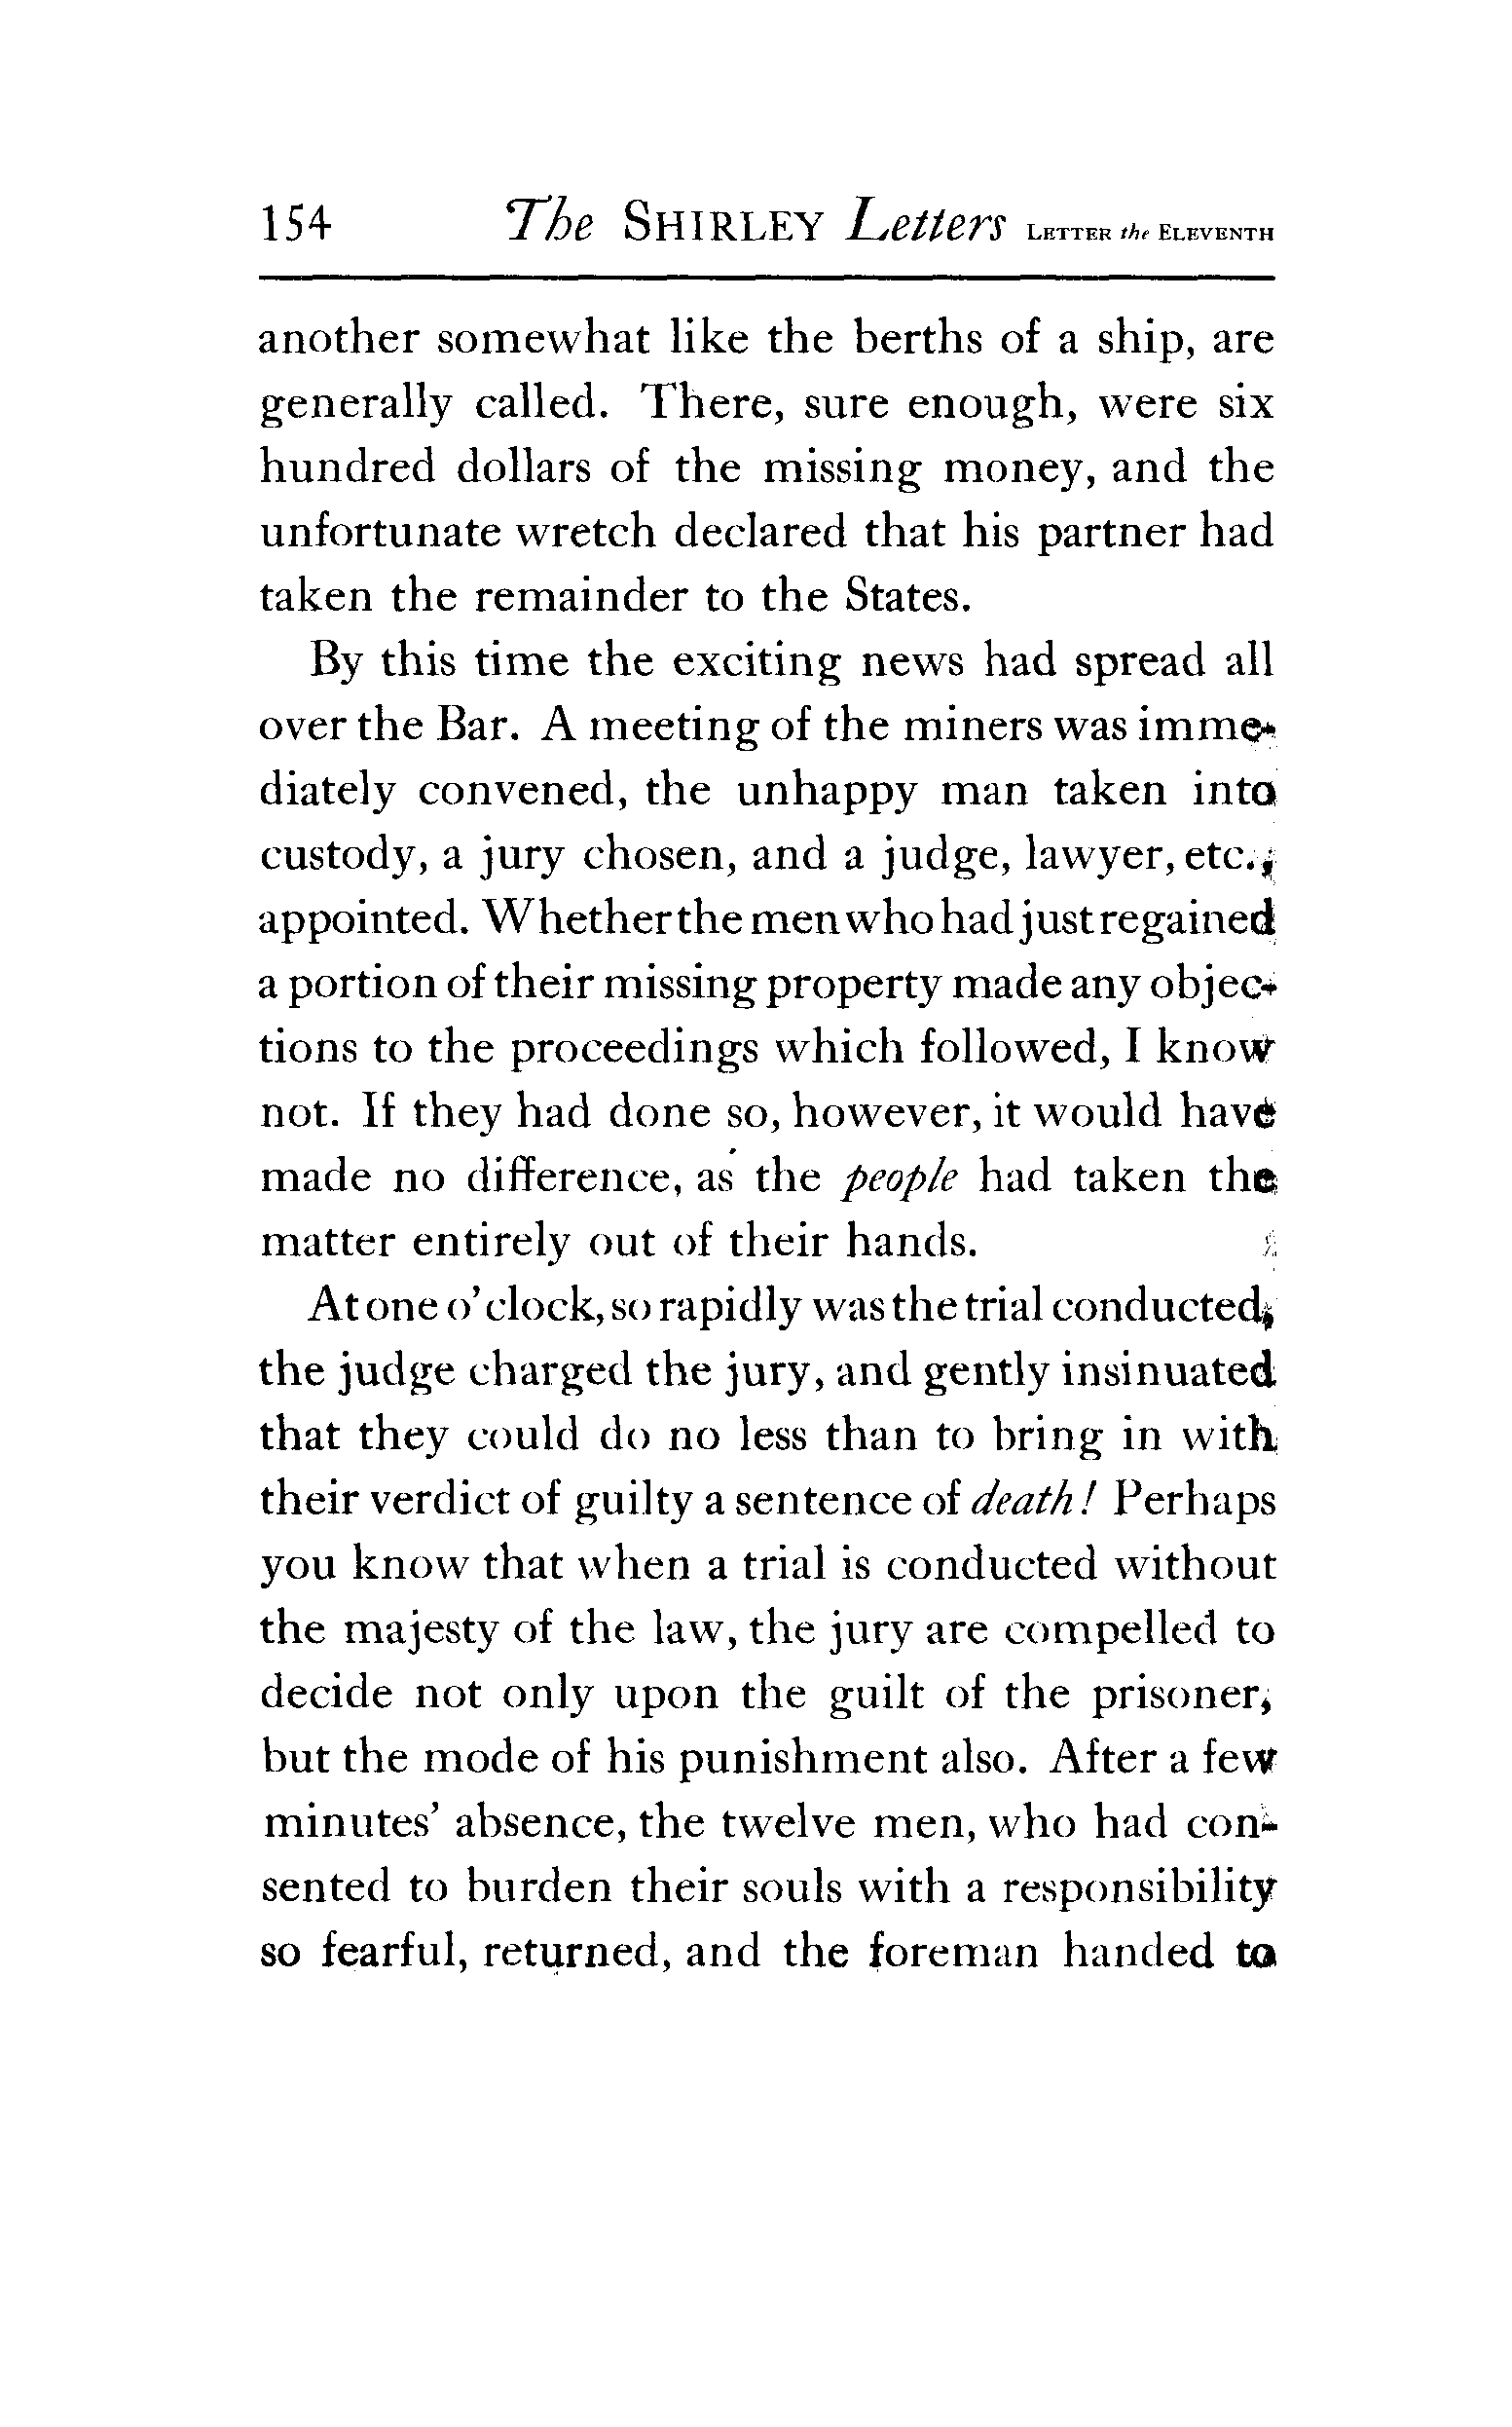 154 The SHIRLEY Letters LETTER the ELEVENTH
another somewhat like the berths of a ship, are
generally called. There, sure enough, were six
hundred dollars of the missing money, and the
unfortunate wretch declared that his partner had
taken the remainder to the States.
By this time the exciting news had spread all
over the Bar. A meeting of the miners was imme-
diately convened, the unhappy man taken into
custody, a jury chosen, and a judge, lawyer, etc.,
appointed. Whether the men who had just regained
a portion of their missing property made any objec-
tions to the proceedings which followed, I know
not. If they had done so, however, it would have
made no difference, as the people had taken the
matter entirely out of their hands.
At one o'clock, so rapidly was the trial conducted,
the judge charged the jury, and gently insinuated
that they could do no less than to bring in with
their verdict of guilty a sentence of death! Perhaps
you know that when a trial is conducted without
the majesty of the law, the jury are compelled to
decide not only upon the guilt of the prisoner,
but the mode of his punishment also. After a few
minutes' absence, the twelve men, who had con-
sented to burden their souls with a responsibility
so fearful, returned, and the foreman handed to